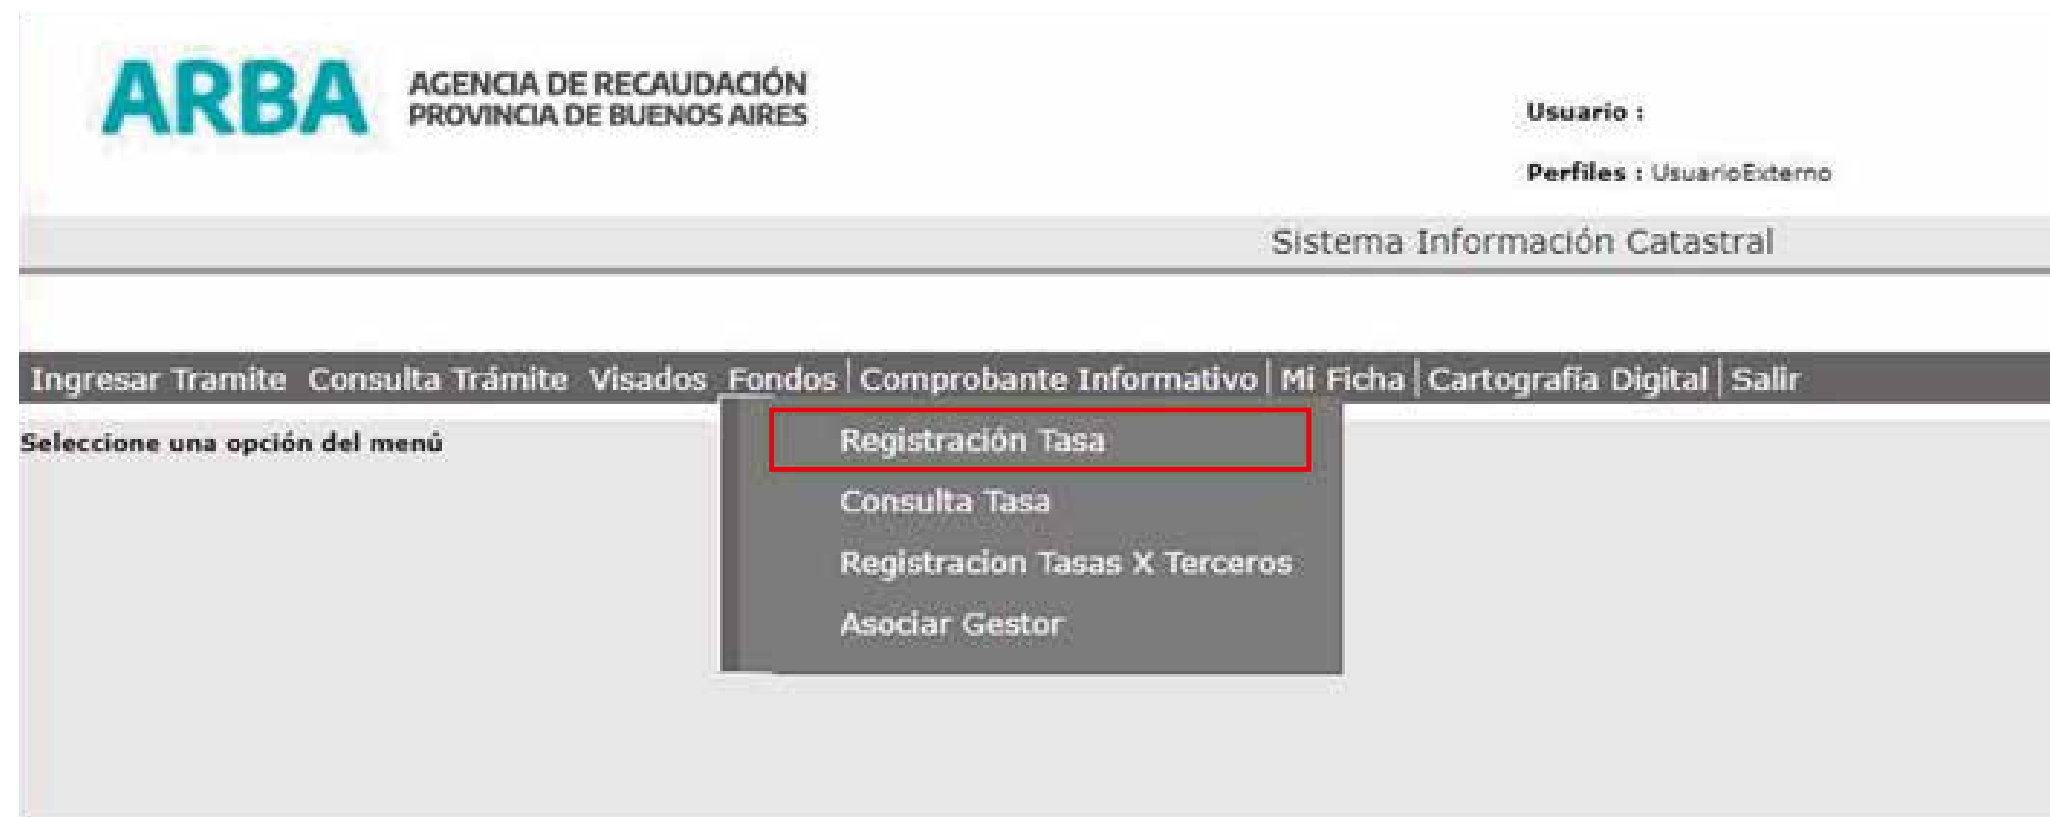 ARBA
AGENCIA DE RECAUDACIÓN
PROVINCIA DE BUENOS AIRES
Usuario :
Perfiles : UsuarioExterno
Sistema Información Catastral
Ingresar Tramite Consulta Trámite Visados Fondos | Comprobante Informativo | Mi Ficha | Cartografía Digital | Salir
Seleccione una opción del menú
Registración Tasa
Consulta Tasa
Registracion Tasas X Terceros
Asociar Gestor